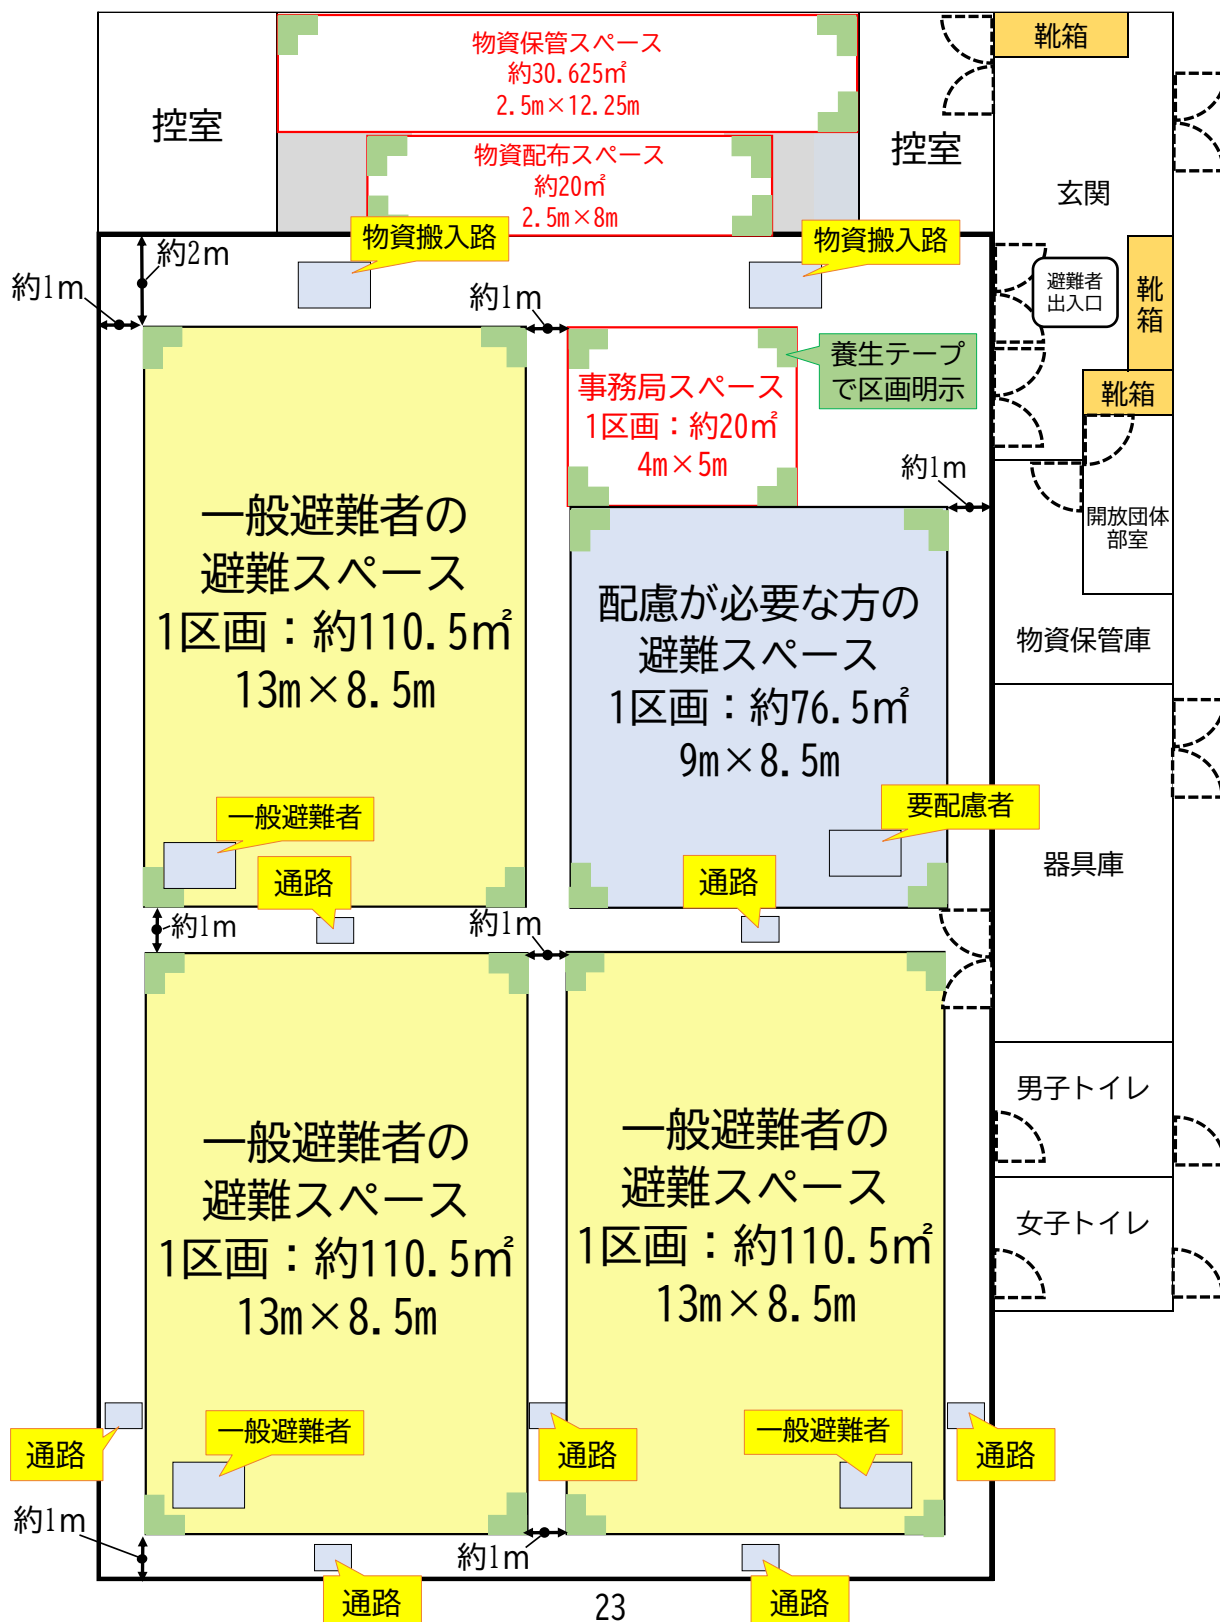 物資保管スペース
約30.625㎡
2.5m×12.25m
靴箱
控室
控室
物資配布スペース
約20㎡
2.5m×8m
玄関
物資搬入路
物資搬入路
約2m
約1m
約1m
避難者
出入口
靴
箱
養生テープ
で区画明示
事務局スペース
1区画：約20㎡
4m×5m
靴箱
約1m
一般避難者の
避難スペース
1区画：約110.5㎡
13m×8.5m
開放団体
部室
配慮が必要な方の
避難スペース
1区画：約76.5㎡
9m×8.5m
物資保管庫
一般避難者
要配慮者
器具庫
通路
通路
約1m
約1m
一般避難者の
避難スペース
1区画：約110.5㎡
13m×8.5m
一般避難者の
避難スペース
1区画：約110.5㎡
13m×8.5m
男子トイレ
女子トイレ
一般避難者
一般避難者
通路
通路
通路
約1m
約1m
通路
通路
23